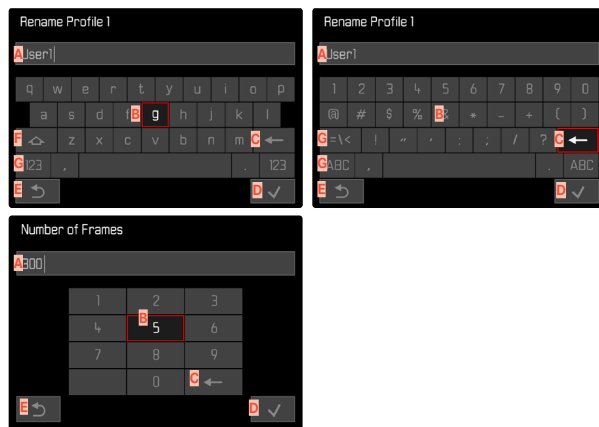 Rename Profile 1
A User1
q w e r t y u i o p
a s d f B g h j k l
F z x c v b n m C ←
G 123 , . 123
E D
Rename Profile 1
A User1
1 2 3 4 5 6 7 8 9 0
@ # $ % B & * - + ( )
G =\< ! " ' : ; / ? C ←
G ABC , . ABC
E D
Number of Frames
A 300
1 2 3
B
4 5 6
7 8 9
0 C ←
E D